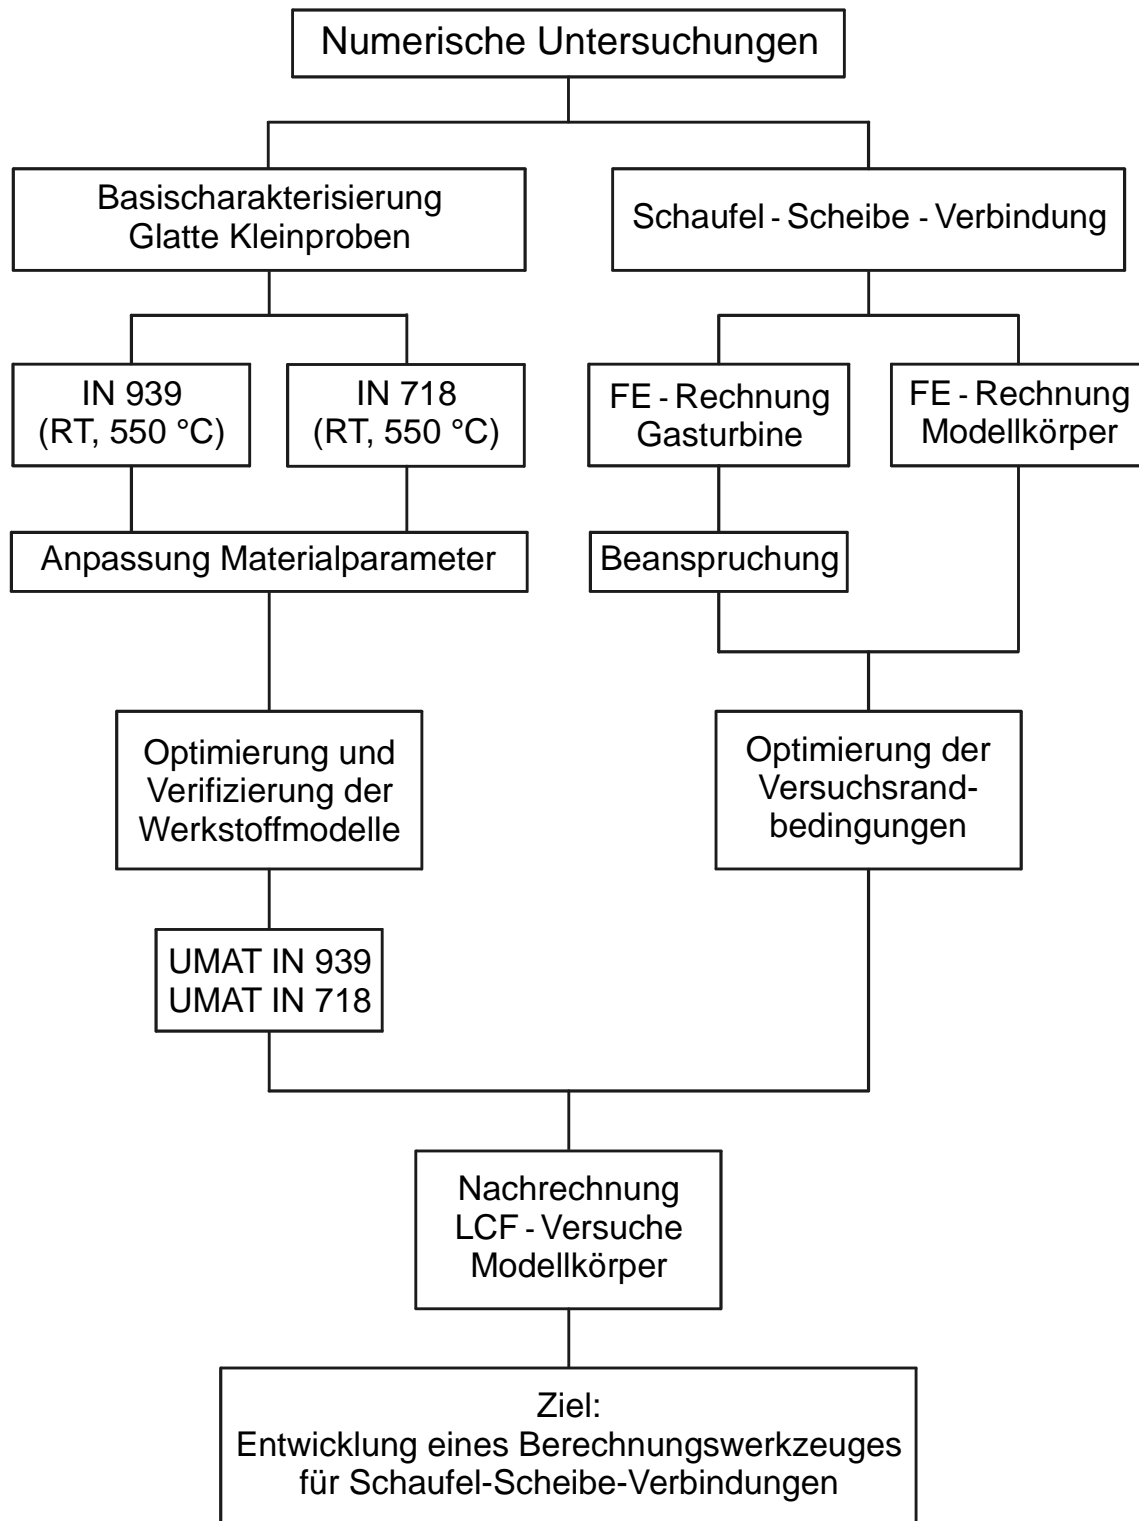 Numerische Untersuchungen
Basischarakterisierung
Glatte Kleinproben
Schaufel - Scheibe - Verbindung
IN 939
(RT, 550 °C)
IN 718
(RT, 550 °C)
FE - Rechnung
Gasturbine
FE - Rechnung
Modellkörper
Anpassung Materialparameter
Beanspruchung
Optimierung und
Verifizierung der
Werkstoffmodelle
Optimierung der
Versuchsrand-
bedingungen
UMAT IN 939
UMAT IN 718
Nachrechnung
LCF - Versuche
Modellkörper
Ziel:
Entwicklung eines Berechnungswerkzeuges
für Schaufel-Scheibe-Verbindungen